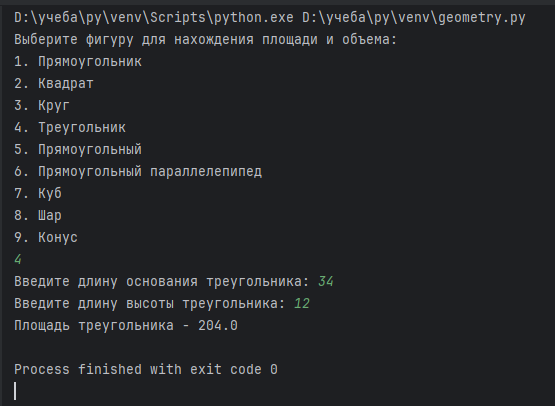 D:\учеба\py\venv\Scripts\python.exe D:\учеба\py\venv\geometry.py
Выберите фигуру для нахождения площади и объема:
1. Прямоугольник
2. Квадрат
3. Круг
4. Треугольник
5. Прямоугольный
6. Прямоугольный параллелепипед
7. Куб
8. Шар
9. Конус
4
Введите длину основания треугольника: 34
Введите длину высоты треугольника: 12
Площадь треугольника - 204.0
Process finished with exit code 0